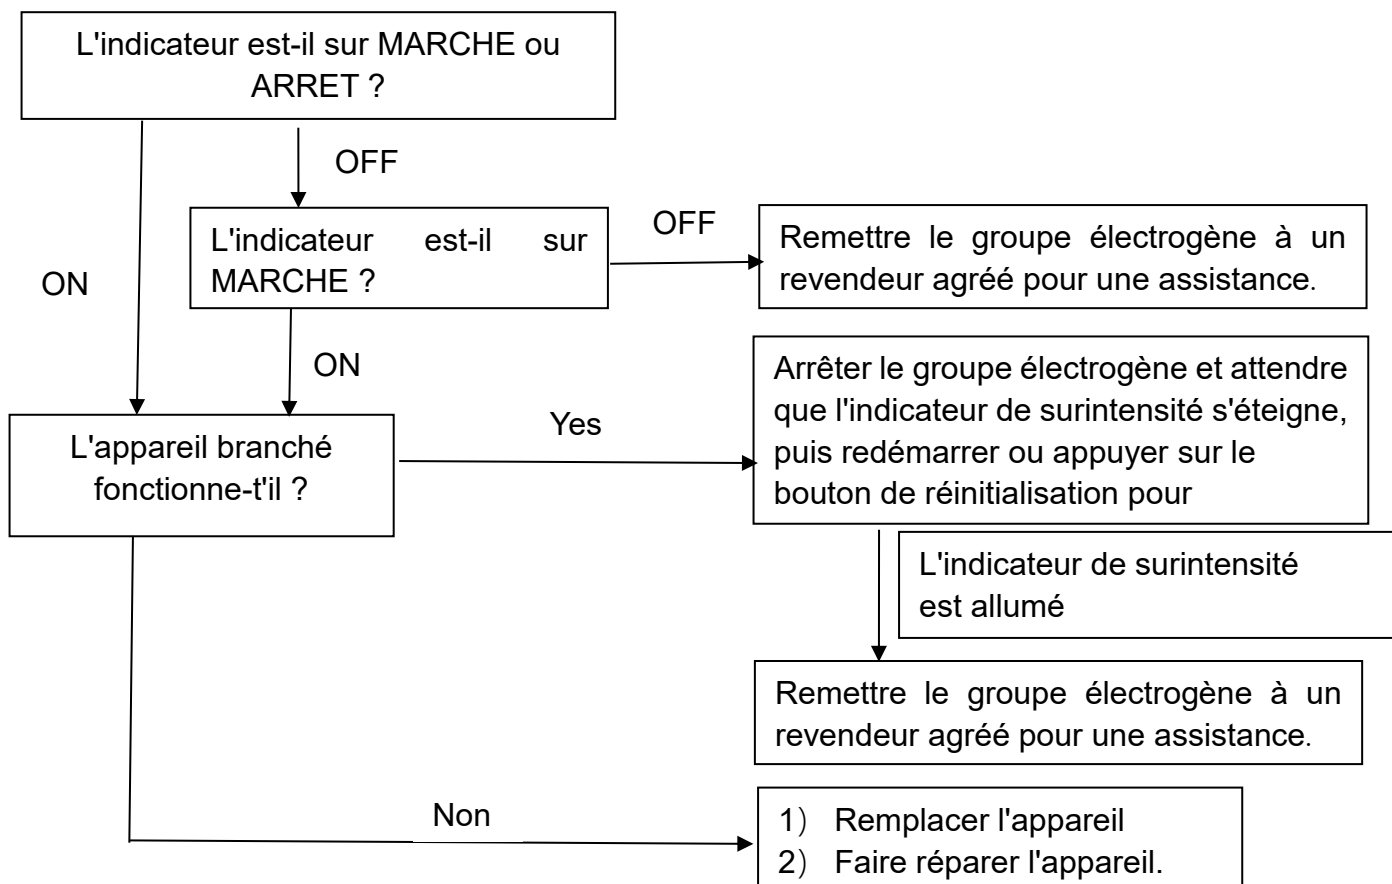 L'indicateur est-il sur MARCHE ou
ARRET ?
OFF
L'indicateur est-il sur
MARCHE ?
OFF
Remettre le groupe électrogène à un
revendeur agréé pour une assistance.
ON
ON
L'appareil branché
fonctionne-t'il ?
Yes
Arrêter le groupe électrogène et attendre
que l'indicateur de surintensité s'éteigne,
puis redémarrer ou appuyer sur le
bouton de réinitialisation pour
L'indicateur de surintensité
est allumé
Remettre le groupe électrogène à un
revendeur agréé pour une assistance.
Non
1） Remplacer l'appareil
2） Faire réparer l'appareil.